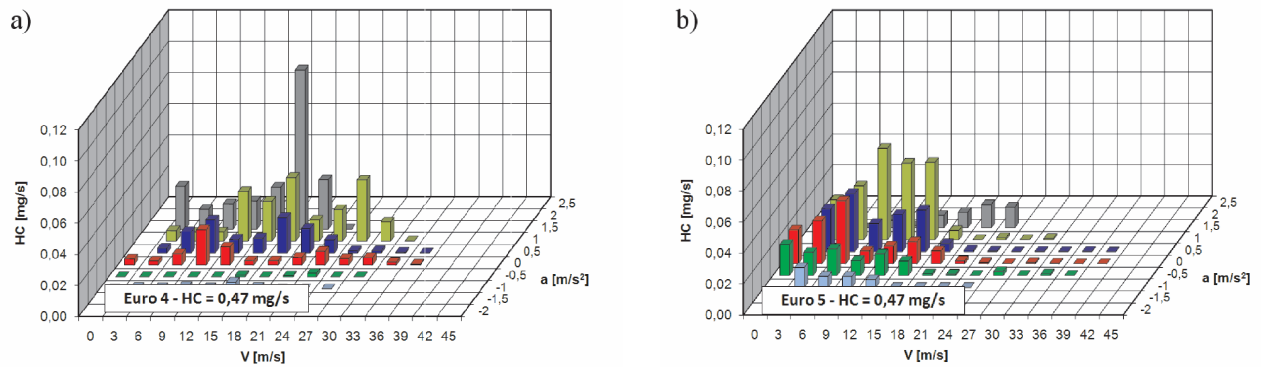 a)
HC [mg/s]
0,12
0,10
0,08
0,06
0,04
0,02
0,00
Euro 4 - HC = 0,47 mg/s
0 3 6 9 12 15 18 21 24 27 30 33 36 39 42 45
V [m/s]
2,5
2
1,5
1
0,5
0
-0,5
-1
-1,5
-2
a [m/s²]
b)
HC [mg/s]
0,12
0,10
0,08
0,06
0,04
0,02
0,00
Euro 5 - HC = 0,47 mg/s
0 3 6 9 12 15 18 21 24 27 30 33 36 39 42 45
V [m/s]
2,5
2
1,5
1
0,5
0
-0,5
-1
-1,5
-2
a [m/s²]